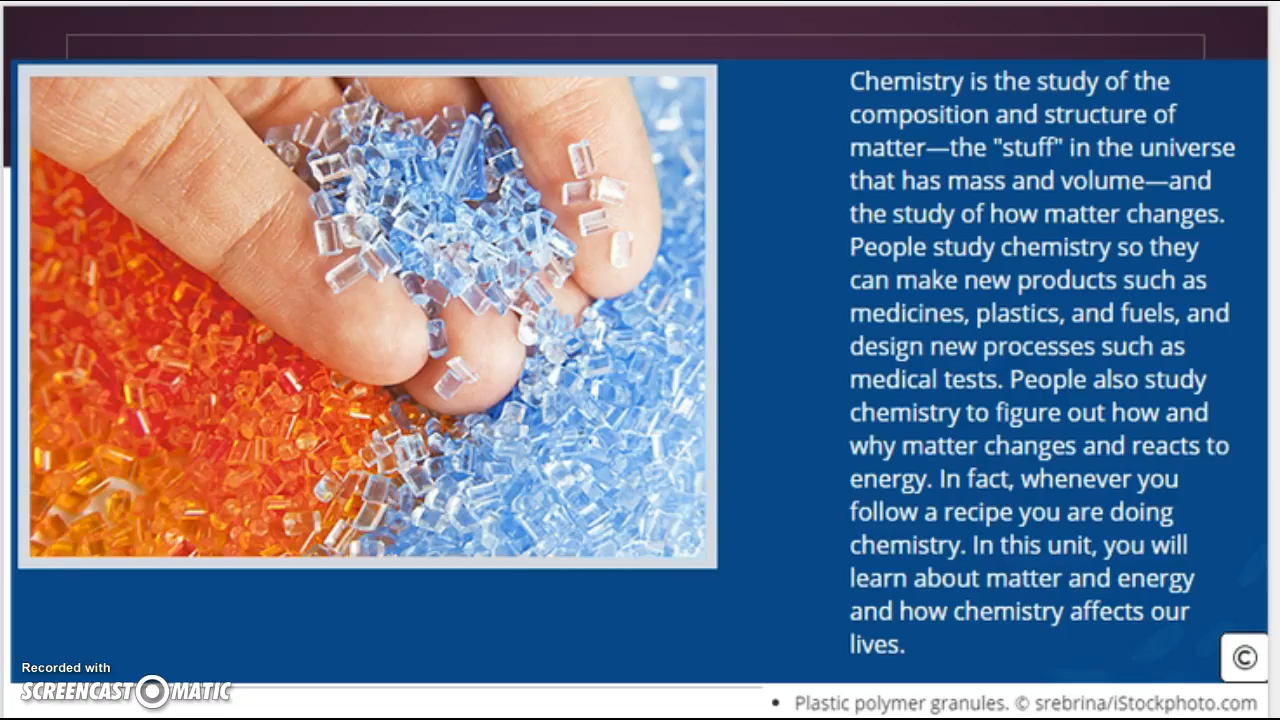 Chemistry is the study of the
composition and structure of
matter—the "stuff" in the universe
that has mass and volume—and
the study of how matter changes.
People study chemistry so they
can make new products such as
medicines, plastics, and fuels, and
design new processes such as
medical tests. People also study
chemistry to figure out how and
why matter changes and reacts to
energy. In fact, whenever you
follow a recipe you are doing
chemistry. In this unit, you will
learn about matter and energy
and how chemistry affects our
lives.
©
Recorded with
SCREENCAST-O-MATIC
• Plastic polymer granules. © srebrina/iStockphoto.com